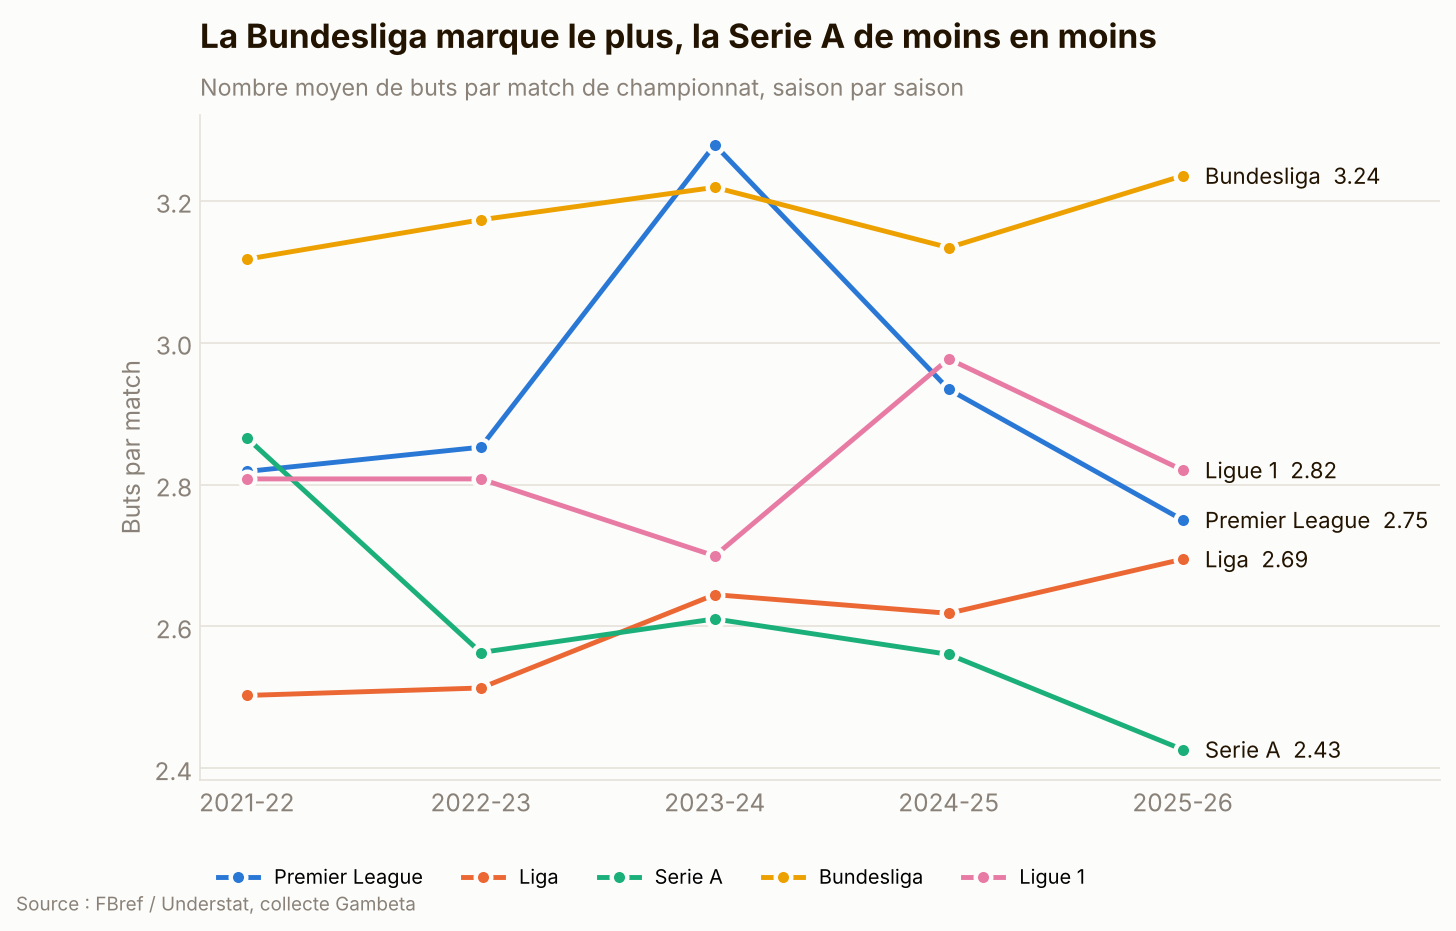 La Bundesliga marque le plus, la Serie A de moins en moins
Nombre moyen de buts par match de championnat, saison par saison
Buts par match
3.2
3.0
2.8
2.6
2.4
Bundesliga 3.24
Ligue 1 2.82
Premier League 2.75
Liga 2.69
Serie A 2.43
2021-22 2022-23 2023-24 2024-25 2025-26
Premier League Liga Serie A Bundesliga Ligue 1
Source : FBref / Understat, collecte Gambeta